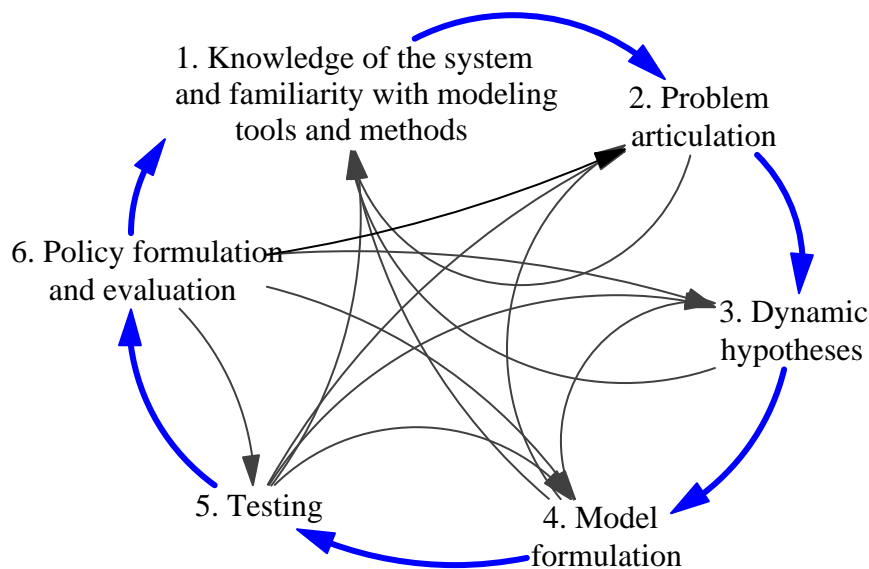 1. Knowledge of the system
and familiarity with modeling
tools and methods
2. Problem
articulation
3. Dynamic
hypotheses
4. Model
formulation
5. Testing
6. Policy formulation
and evaluation